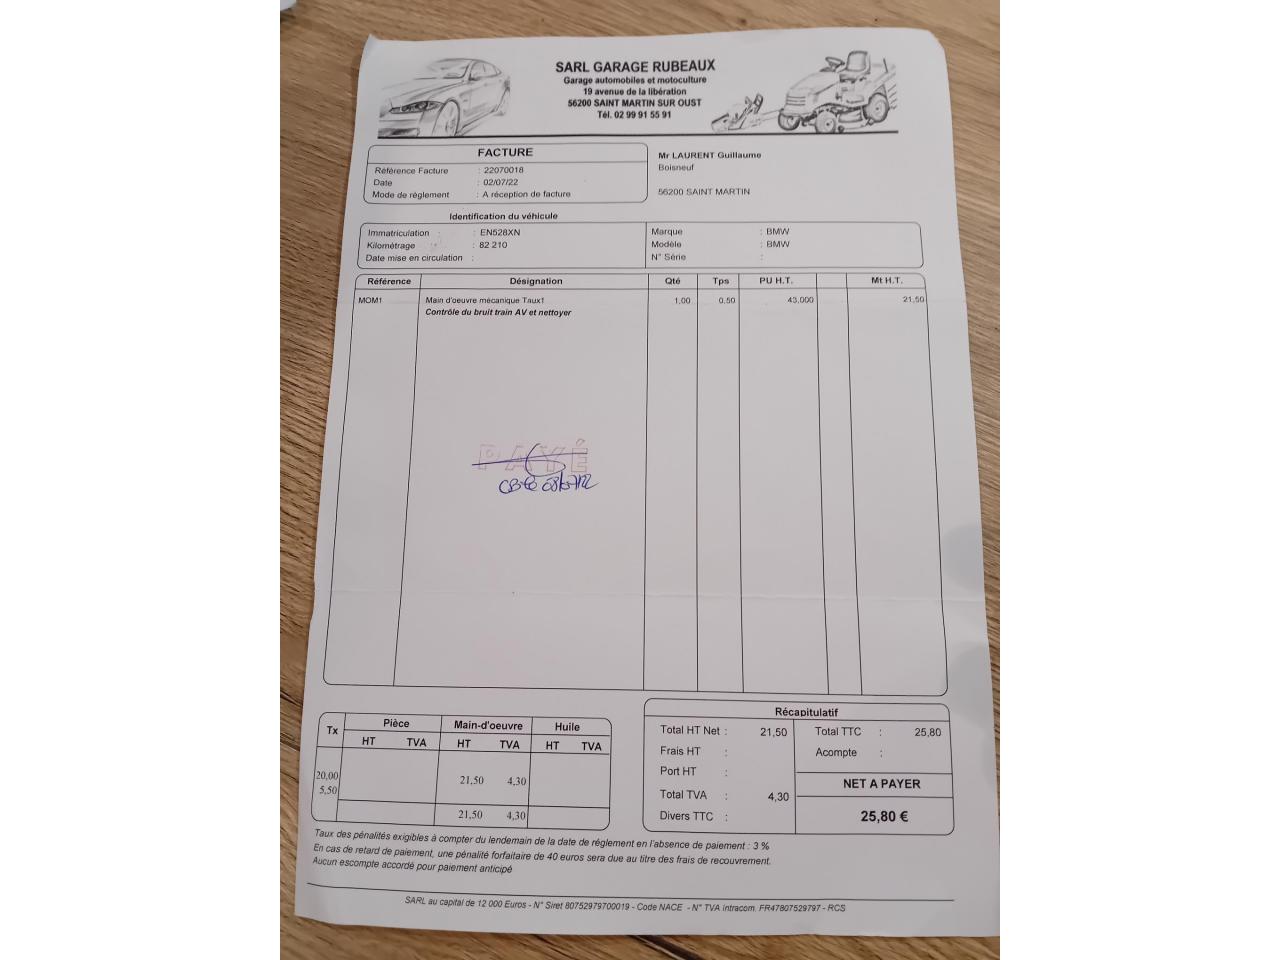 SARL GARAGE RUBEAUX
Garage automobiles et motoculture
19 avenue de la libération
56200 SAINT MARTIN SUR OUST
Tél. 02 99 91 55 91
FACTURE
Référence Facture : 22070018
Date : 02/07/22
Mode de règlement : A réception de facture
Mr LAURENT Guillaume
Boisneuf
56200 SAINT MARTIN
Identification du véhicule
Immatriculation : EN528XN
Kilométrage : 82 210
Date mise en circulation :
Marque : BMW
Modèle : BMW
N° Série :
Référence Désignation Qté Tps PU H.T. Mt H.T.
MOM1 Main d'oeuvre mécanique Taux1 1,00 0,50 43,000 21,50
Contrôle du bruit train AV et nettoyer
PAYÉ
CB le
Tx Pièce Main-d'oeuvre Huile
HT TVA HT TVA HT TVA
20,00 21,50 4,30
5,50
21,50 4,30
Récapitulatif
Total HT Net : 21,50
Frais HT :
Port HT :
Total TVA : 4,30
Divers TTC :
Total TTC : 25,80
Acompte :
NET A PAYER
25,80 €
Taux des pénalités exigibles à compter du lendemain de la date de réglement en l'absence de paiement : 3 %
En cas de retard de paiement, une pénalité forfaitaire de 40 euros sera due au titre des frais de recouvrement.
Aucun escompte accordé pour paiement anticipé
SARL au capital de 12 000 Euros - N° Siret 80752979700019 - Code NACE - N° TVA intracom. FR47807529797 - RCS